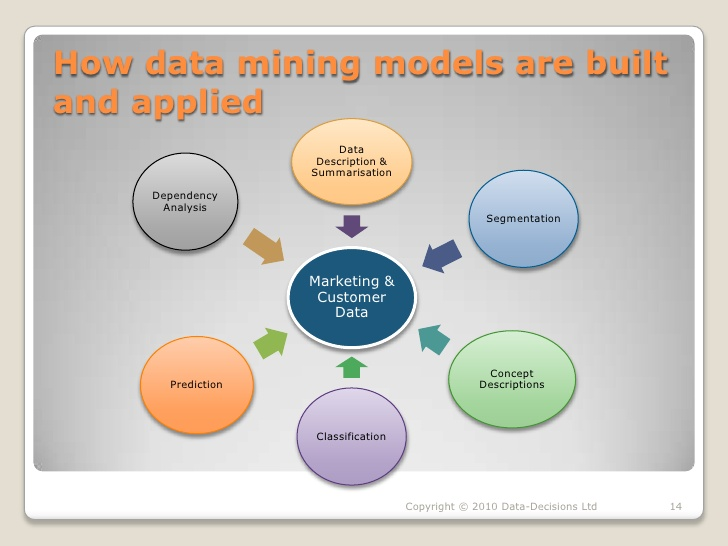 How data mining models are built
and applied
Data
Description &
Summarisation
Dependency
Analysis
Segmentation
Marketing &
Customer
Data
Prediction
Concept
Descriptions
Classification
Copyright © 2010 Data-Decisions Ltd
14